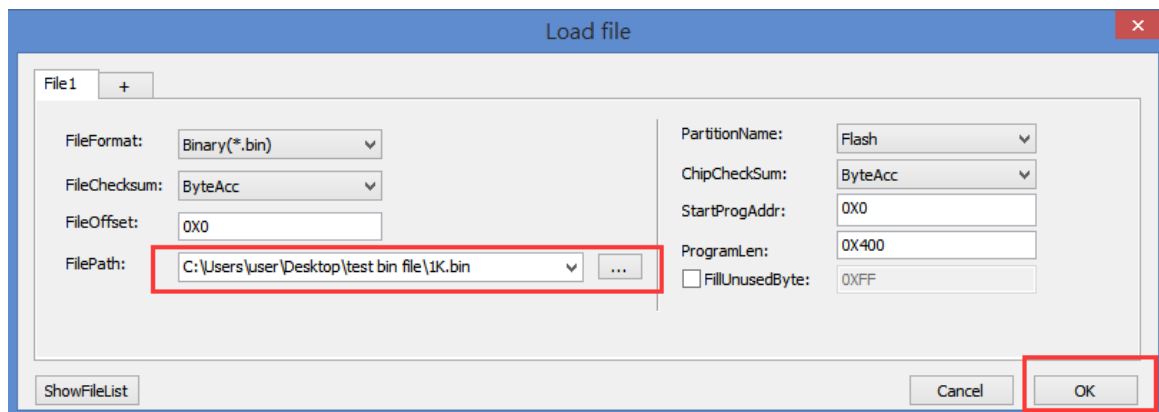 Load file
File1 +
FileFormat: Binary(*.bin)
FileChecksum: ByteAcc
FileOffset: 0X0
FilePath: C:\Users\user\Desktop\test bin file\1K.bin ...
PartitionName: Flash
ChipCheckSum: ByteAcc
StartProgAddr: 0X0
ProgramLen: 0X400
FillUnusedByte: 0XFF
ShowFileList Cancel OK